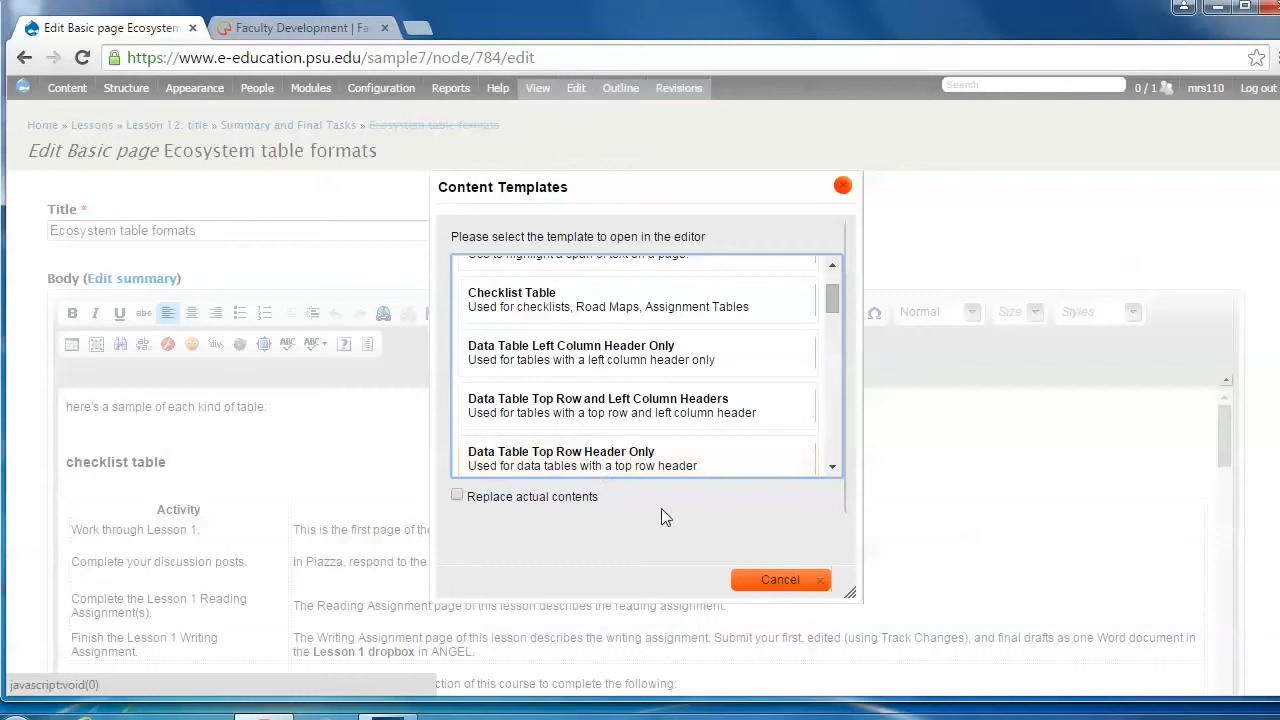 Edit Basic page Ecosystem
Faculty Development | Fa
https://www.e-education.psu.edu/sample7/node/784/edit
Content Structure Appearance People Modules Configuration Reports Help View Edit Outline Revisions Search 0 / 1 mrs110 Log out
Home » Lessons » Lesson 12: title » Summary and Final Tasks » Ecosystem table formats
Edit Basic page Ecosystem table formats
Content Templates
Title *
Ecosystem table formats
Please select the template to open in the editor
Used to highlight a span of text on a page.
Body (Edit summary)
Checklist Table
Used for checklists, Road Maps, Assignment Tables
B I U abc Normal Size Styles
Data Table Left Column Header Only
Used for tables with a left column header only
Data Table Top Row and Left Column Headers
Used for tables with a top row and left column header
Data Table Top Row Header Only
Used for data tables with a top row header
Replace actual contents
Cancel
here's a sample of each kind of table:
checklist table
Activity
Work through Lesson 1.
This is the first page of the
Complete your discussion posts.
In Piazza, respond to the
Complete the Lesson 1 Reading
Assignment(s).
The Reading Assignment page of this lesson describes the reading assignment.
Finish the Lesson 1 Writing
Assignment.
The Writing Assignment page of this lesson describes the writing assignment. Submit your first, edited (using Track Changes), and final drafts as one Word document in
the Lesson 1 dropbox in ANGEL.
ction of this course to complete the following:
javascript:void(0)